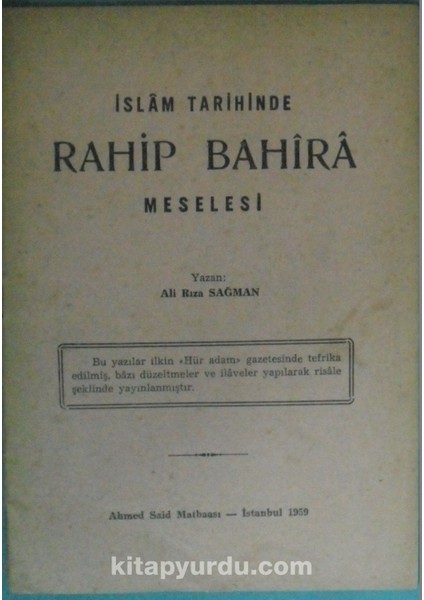 İSLÂM TARİHİNDE
RAHİP BAHÎRÂ
MESELESİ
Yazan:
Ali Rıza SAĞMAN
Bu yazılar ilkin «Hür adam» gazetesinde tefrika
edilmiş, bâzı düzeltmeler ve ilâveler yapılarak risâle
şeklinde yayınlanmıştır.
Ahmed Said Matbaası — İstanbul 1959
kitapyurdu.com